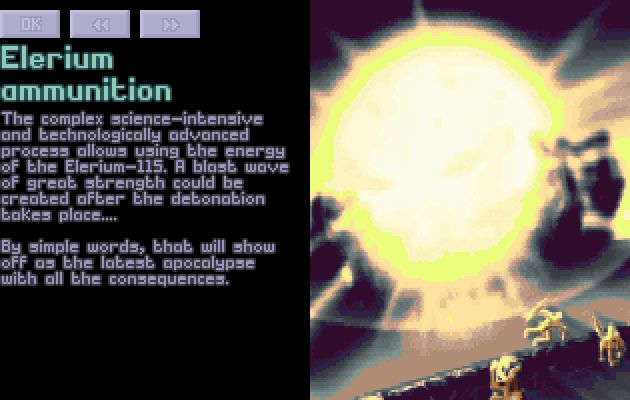 OK
Elerium
ammunition
The complex science-intensive
and technologically advanced
process allows using the energy
of the Elerium-115. A blast wave
of great strength could be
created after the detonation
takes place....
By simple words, that will show
off as the latest apocalypse
with all the consequences.